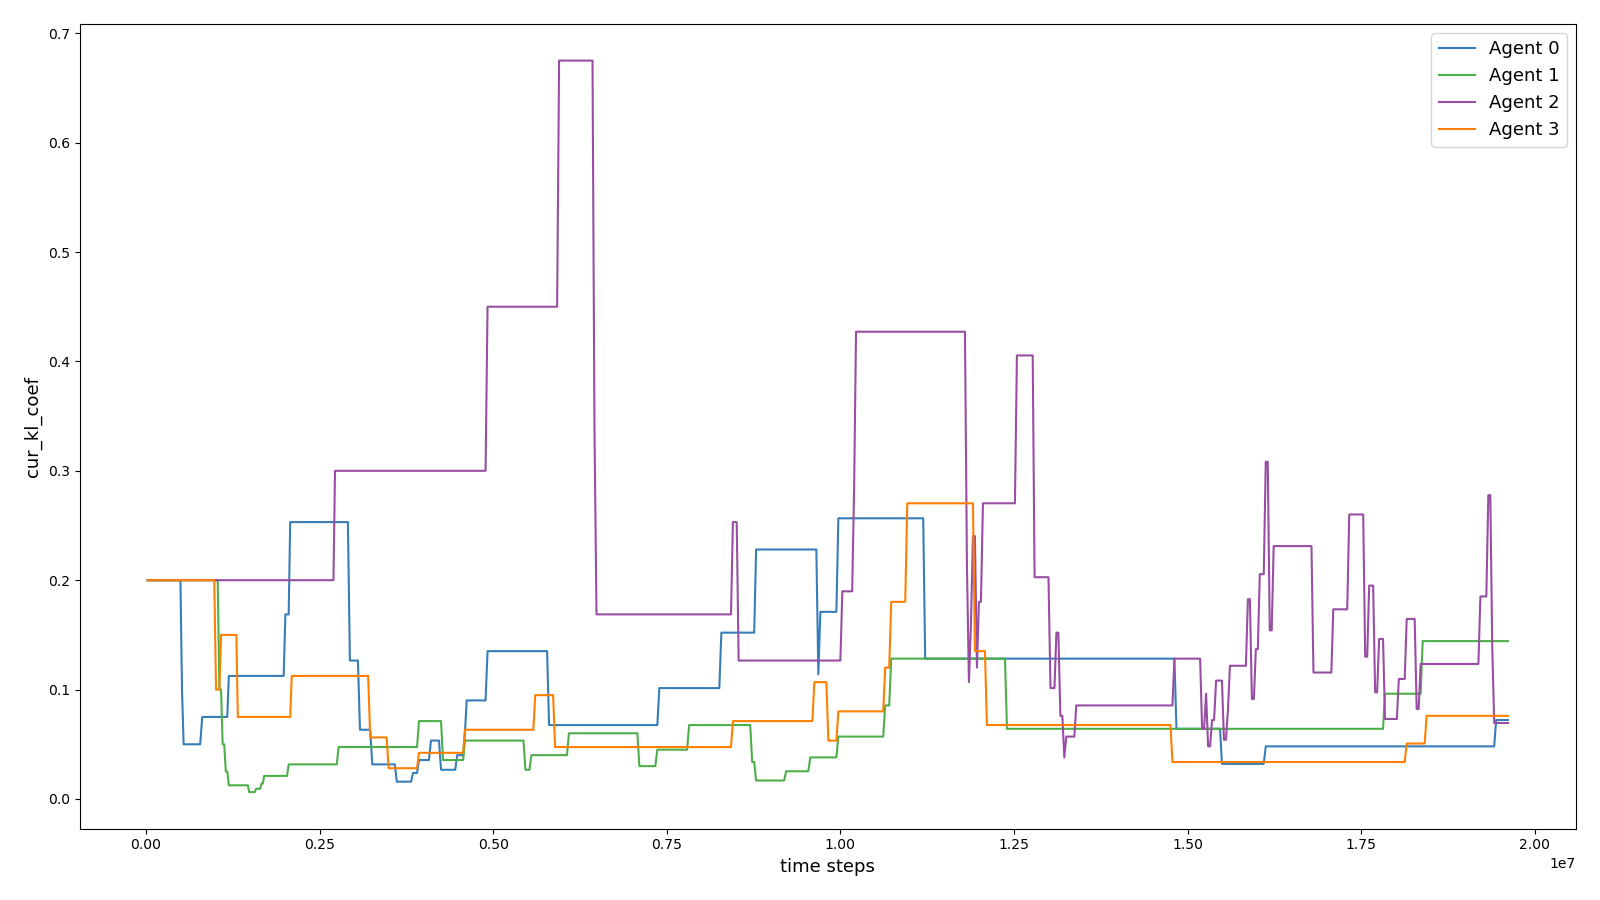 0.7
0.6
0.5
0.4
0.3
0.2
0.1
0.0
cur_kl_coef
0.00 0.25 0.50 0.75 1.00 1.25 1.50 1.75 2.00
1e7
time steps
Agent 0
Agent 1
Agent 2
Agent 3